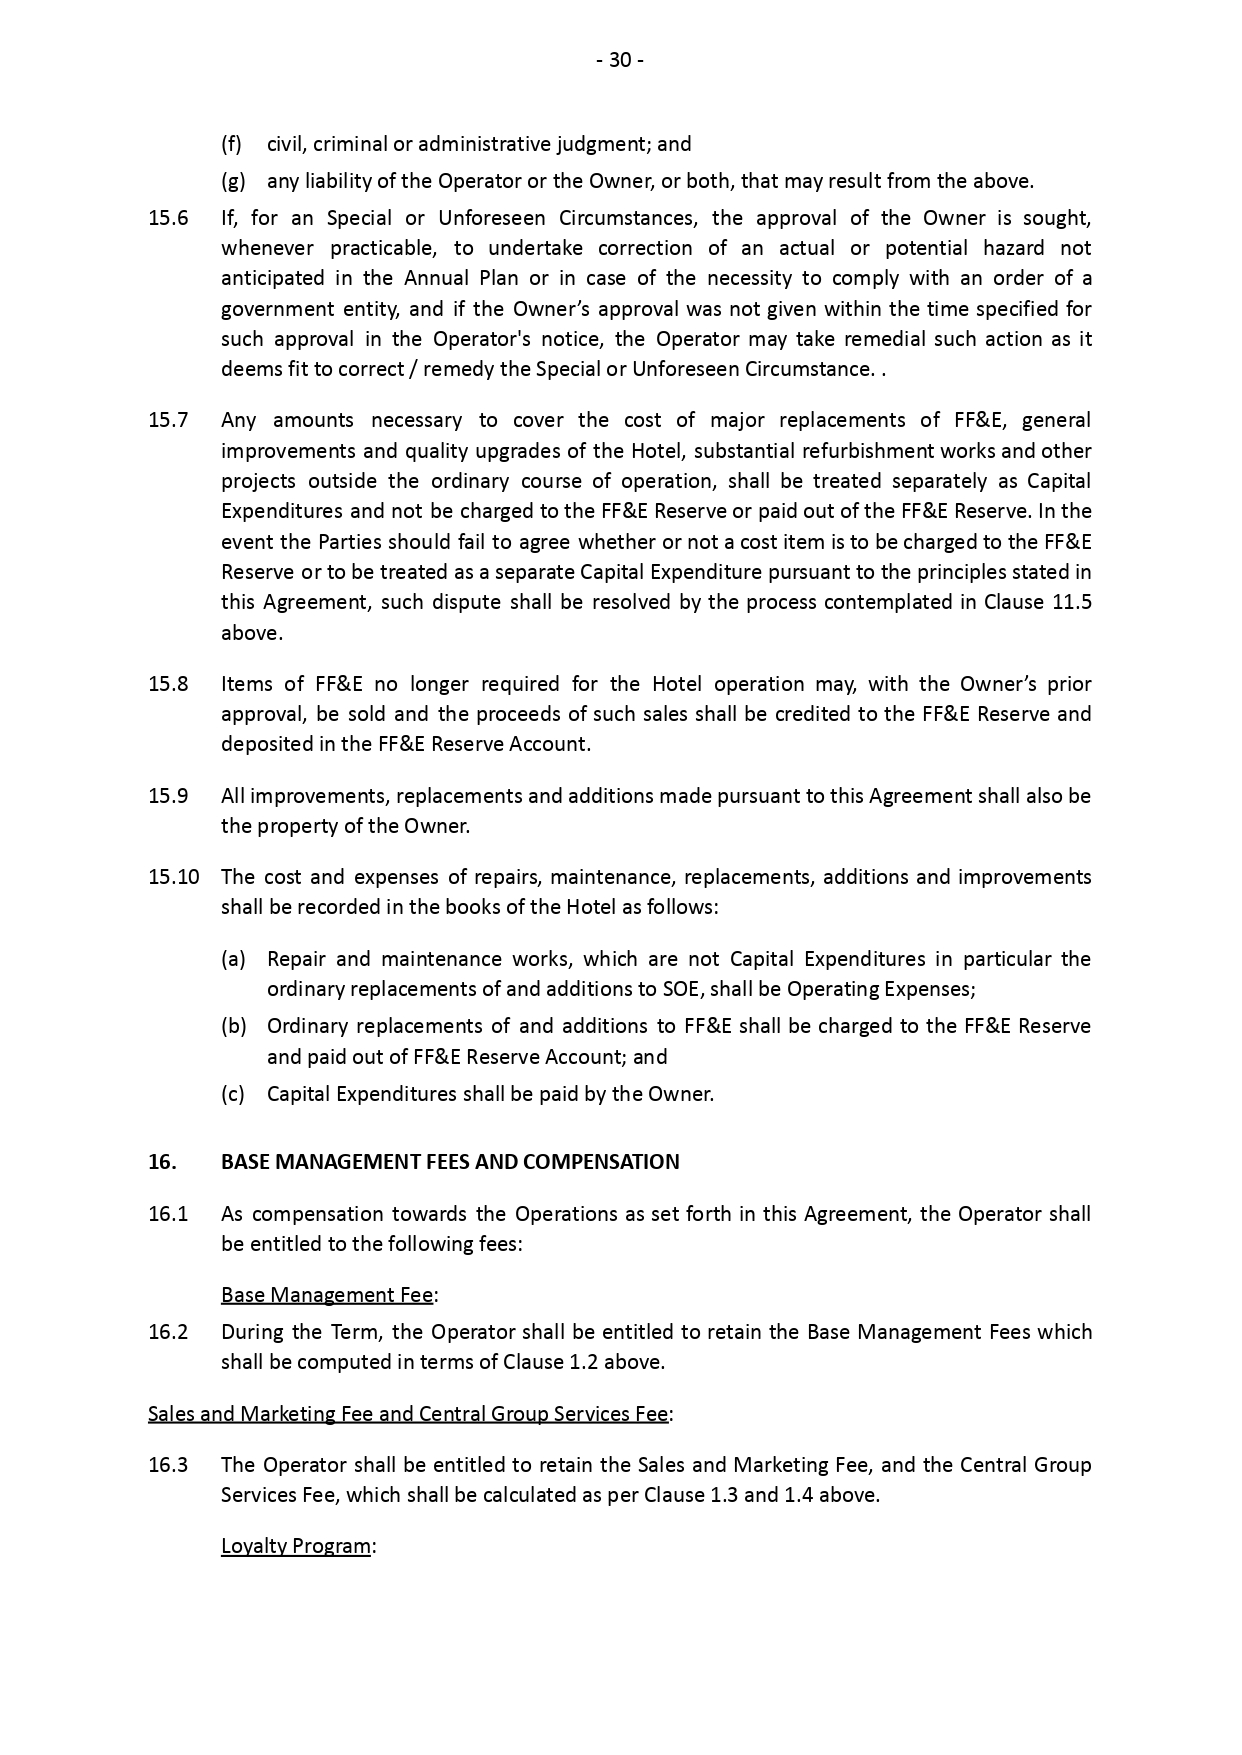 - 30 -
(f) civil, criminal or administrative judgment; and
(g) any liability of the Operator or the Owner, or both, that may result from the above.
15.6 If, for an Special or Unforeseen Circumstances, the approval of the Owner is sought,
whenever practicable, to undertake correction of an actual or potential hazard not
anticipated in the Annual Plan or in case of the necessity to comply with an order of a
government entity, and if the Owner’s approval was not given within the time specified for
such approval in the Operator's notice, the Operator may take remedial such action as it
deems fit to correct / remedy the Special or Unforeseen Circumstance. .
15.7 Any amounts necessary to cover the cost of major replacements of FF&E, general
improvements and quality upgrades of the Hotel, substantial refurbishment works and other
projects outside the ordinary course of operation, shall be treated separately as Capital
Expenditures and not be charged to the FF&E Reserve or paid out of the FF&E Reserve. In the
event the Parties should fail to agree whether or not a cost item is to be charged to the FF&E
Reserve or to be treated as a separate Capital Expenditure pursuant to the principles stated in
this Agreement, such dispute shall be resolved by the process contemplated in Clause 11.5
above.
15.8 Items of FF&E no longer required for the Hotel operation may, with the Owner’s prior
approval, be sold and the proceeds of such sales shall be credited to the FF&E Reserve and
deposited in the FF&E Reserve Account.
15.9 All improvements, replacements and additions made pursuant to this Agreement shall also be
the property of the Owner.
15.10 The cost and expenses of repairs, maintenance, replacements, additions and improvements
shall be recorded in the books of the Hotel as follows:
(a) Repair and maintenance works, which are not Capital Expenditures in particular the
ordinary replacements of and additions to SOE, shall be Operating Expenses;
(b) Ordinary replacements of and additions to FF&E shall be charged to the FF&E Reserve
and paid out of FF&E Reserve Account; and
(c) Capital Expenditures shall be paid by the Owner.
16. BASE MANAGEMENT FEES AND COMPENSATION
16.1 As compensation towards the Operations as set forth in this Agreement, the Operator shall
be entitled to the following fees:
Base Management Fee:
16.2 During the Term, the Operator shall be entitled to retain the Base Management Fees which
shall be computed in terms of Clause 1.2 above.
Sales and Marketing Fee and Central Group Services Fee:
16.3 The Operator shall be entitled to retain the Sales and Marketing Fee, and the Central Group
Services Fee, which shall be calculated as per Clause 1.3 and 1.4 above.
Loyalty Program: